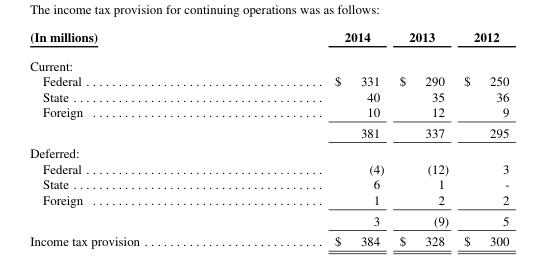 The income tax provision for continuing operations was as follows:
(In millions) 2014 2013 2012
Current:
Federal . . . . . . . . . . . . . . . . . . . . . . . . . . . . . . . . . . . . . $ 331 $ 290 $ 250
State . . . . . . . . . . . . . . . . . . . . . . . . . . . . . . . . . . . . . . . 40 35 36
Foreign . . . . . . . . . . . . . . . . . . . . . . . . . . . . . . . . . . . . 10 12 9
381 337 295
Deferred:
Federal . . . . . . . . . . . . . . . . . . . . . . . . . . . . . . . . . . . . . (4) (12) 3
State . . . . . . . . . . . . . . . . . . . . . . . . . . . . . . . . . . . . . . . 6 1 -
Foreign . . . . . . . . . . . . . . . . . . . . . . . . . . . . . . . . . . . . 1 2 2
3 (9) 5
Income tax provision . . . . . . . . . . . . . . . . . . . . . . . . . . . . $ 384 $ 328 $ 300